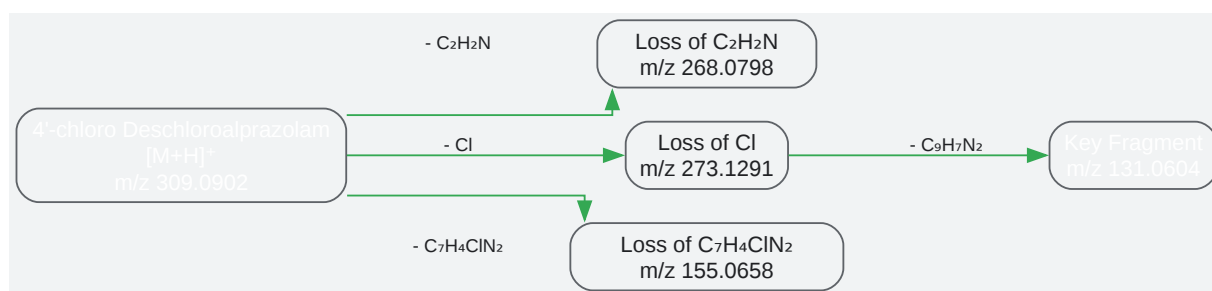 - C₂H₂N
Loss of C₂H₂N
m/z 268.0798
4'-chloro Deschloroalprazolam
[M+H]⁺
m/z 309.0902
- Cl
Loss of Cl
m/z 273.1291
- C₉H₇N₂
Key Fragment
m/z 131.0604
- C₇H₄ClN₂
Loss of C₇H₄ClN₂
m/z 155.0658